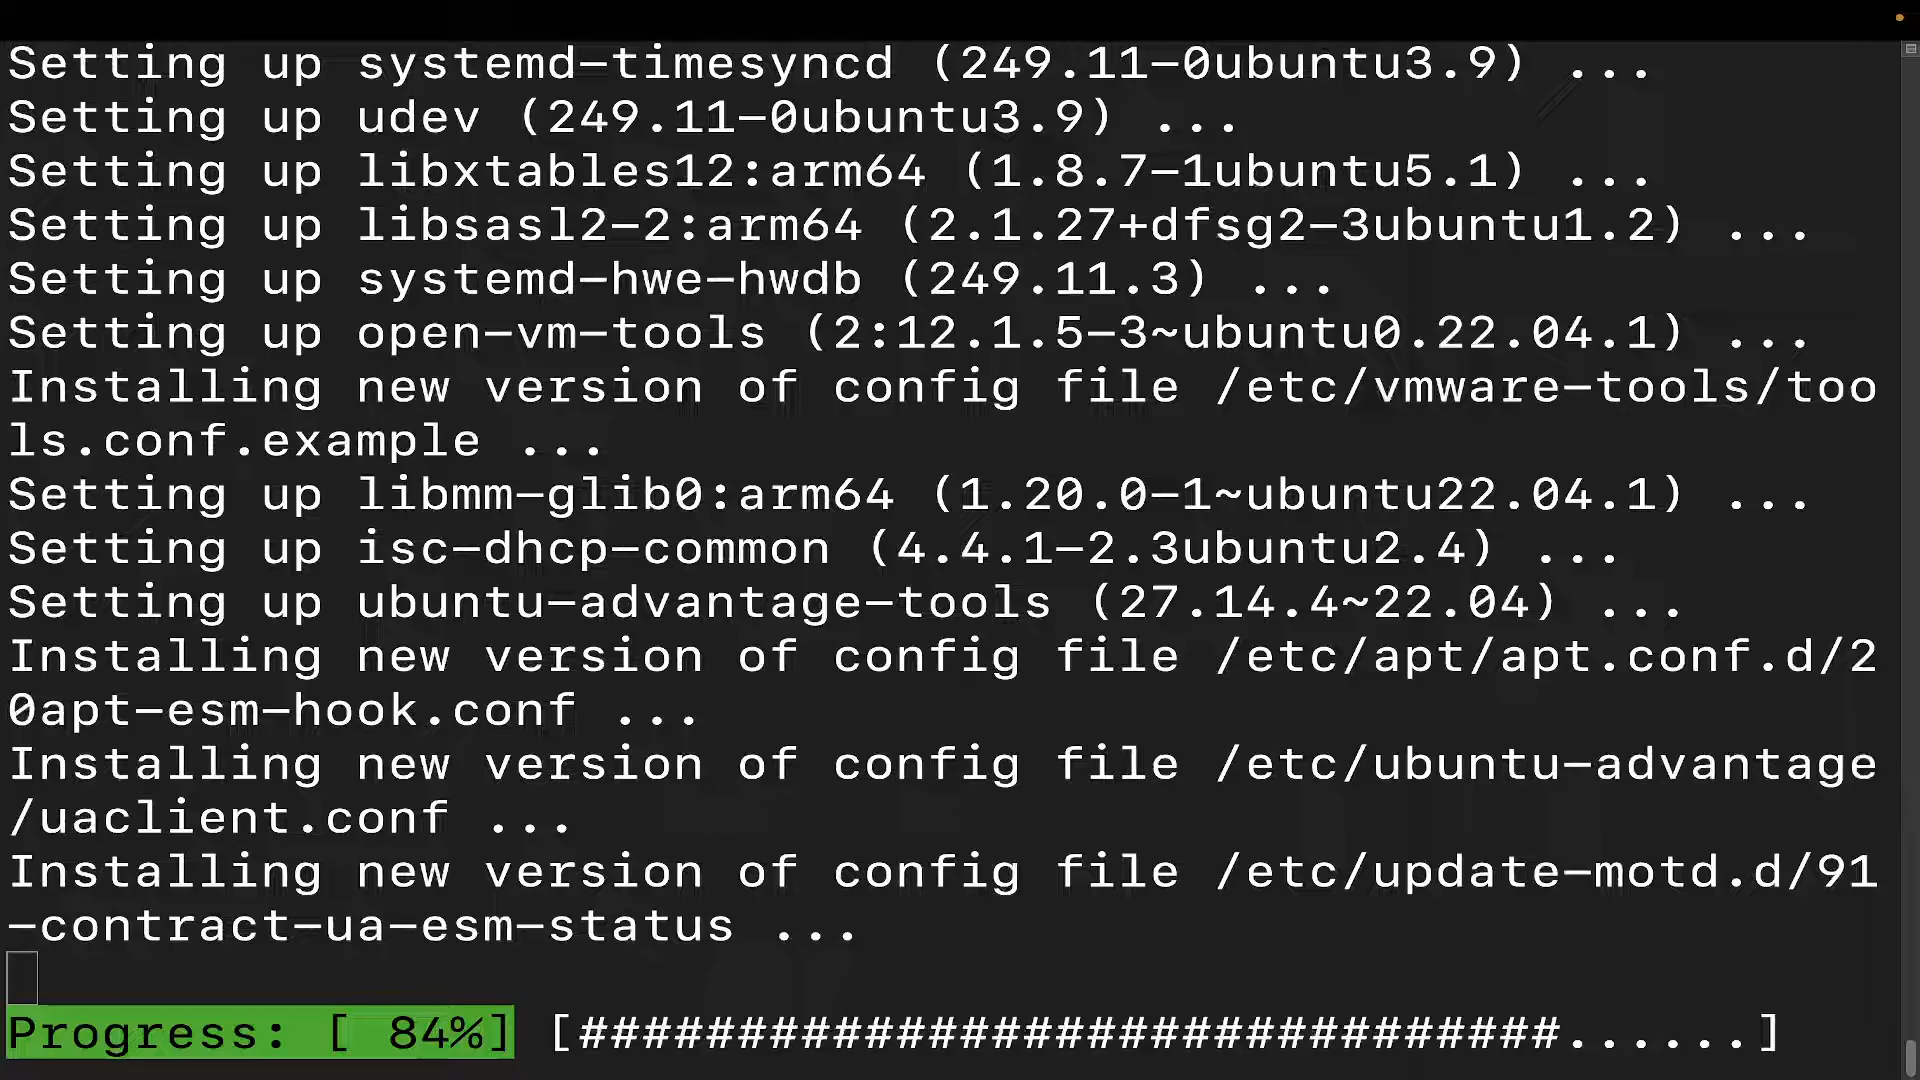 Setting up systemd-timesyncd (249.11-0ubuntu3.9) ...
Setting up udev (249.11-0ubuntu3.9) ...
Setting up libxtables12:arm64 (1.8.7-1ubuntu5.1) ...
Setting up libsasl2-2:arm64 (2.1.27+dfsg2-3ubuntu1.2) ...
Setting up systemd-hwe-hwdb (249.11.3) ...
Setting up open-vm-tools (2:12.1.5-3~ubuntu0.22.04.1) ...
Installing new version of config file /etc/vmware-tools/too
ls.conf.example ...
Setting up libmm-glib0:arm64 (1.20.0-1~ubuntu22.04.1) ...
Setting up isc-dhcp-common (4.4.1-2.3ubuntu2.4) ...
Setting up ubuntu-advantage-tools (27.14.4~22.04) ...
Installing new version of config file /etc/apt/apt.conf.d/2
0apt-esm-hook.conf ...
Installing new version of config file /etc/ubuntu-advantage
/uaclient.conf ...
Installing new version of config file /etc/update-motd.d/91
-contract-ua-esm-status ...
Progress: [ 84%] [###############################......]